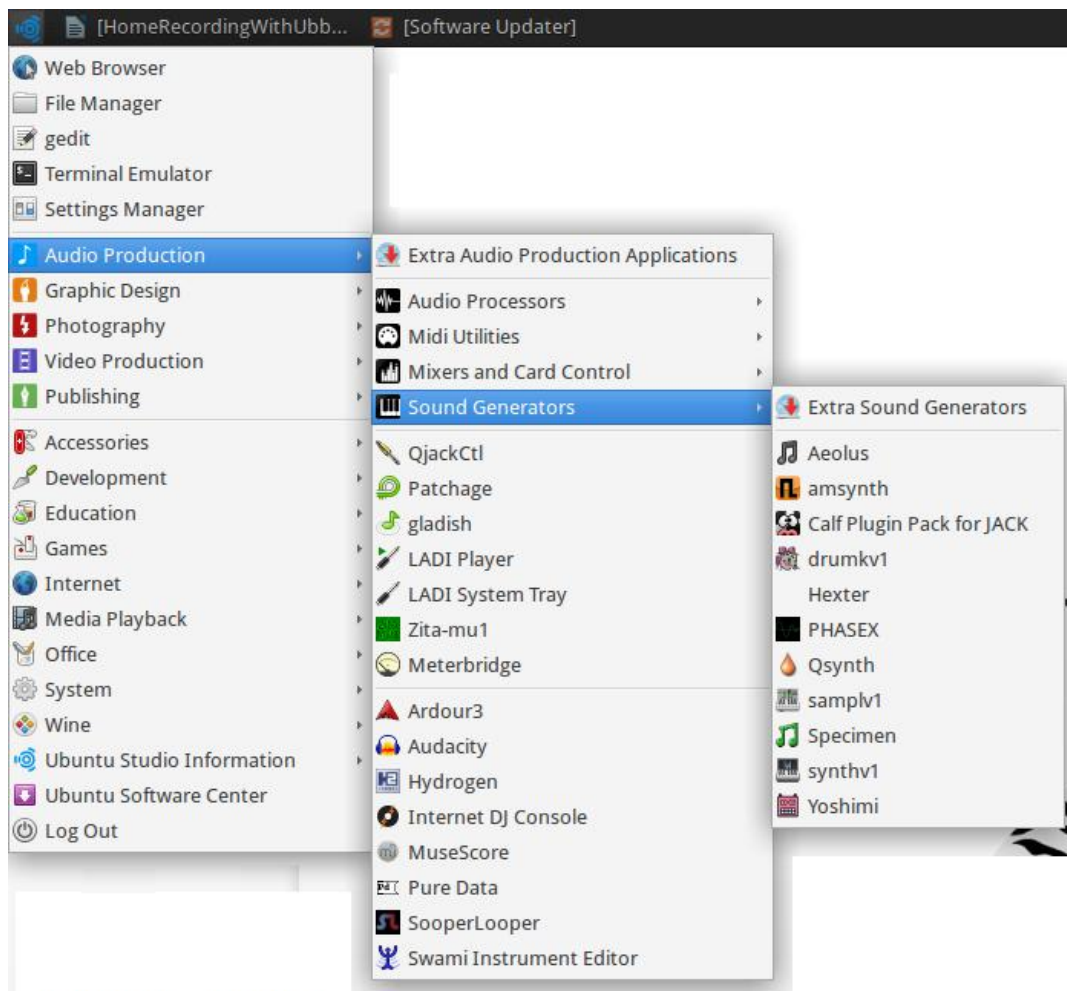 [HomeRecordingWithUbb... [Software Updater]
Web Browser
File Manager
gedit
Terminal Emulator
Settings Manager
Audio Production
Graphic Design
Photography
Video Production
Publishing
Accessories
Development
Education
Games
Internet
Media Playback
Office
System
Wine
Ubuntu Studio Information
Ubuntu Software Center
Log Out
Extra Audio Production Applications
Audio Processors
Midi Utilities
Mixers and Card Control
Sound Generators
QjackCtl
Patchage
gladish
LADI Player
LADI System Tray
Zita-mu1
Meterbridge
Ardour3
Audacity
Hydrogen
Internet DJ Console
MuseScore
Pure Data
SooperLooper
Swami Instrument Editor
Extra Sound Generators
Aeolus
amsynth
Calf Plugin Pack for JACK
drumkv1
Hexter
PHASEX
Qsynth
samplv1
Specimen
synthv1
Yoshimi